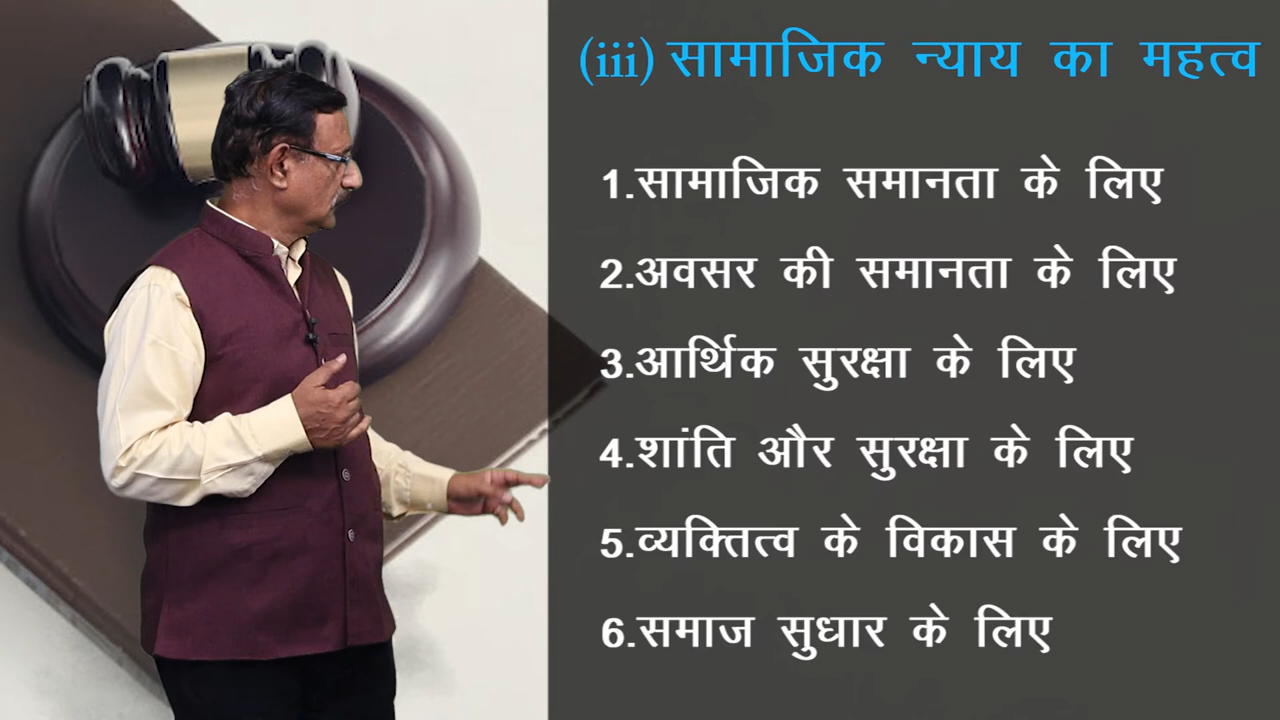 (iii) सामाजिक न्याय का महत्व
1.सामाजिक समानता के लिए
2.अवसर की समानता के लिए
3.आर्थिक सुरक्षा के लिए
4.शांति और सुरक्षा के लिए
5.व्यक्तित्व के विकास के लिए
6.समाज सुधार के लिए